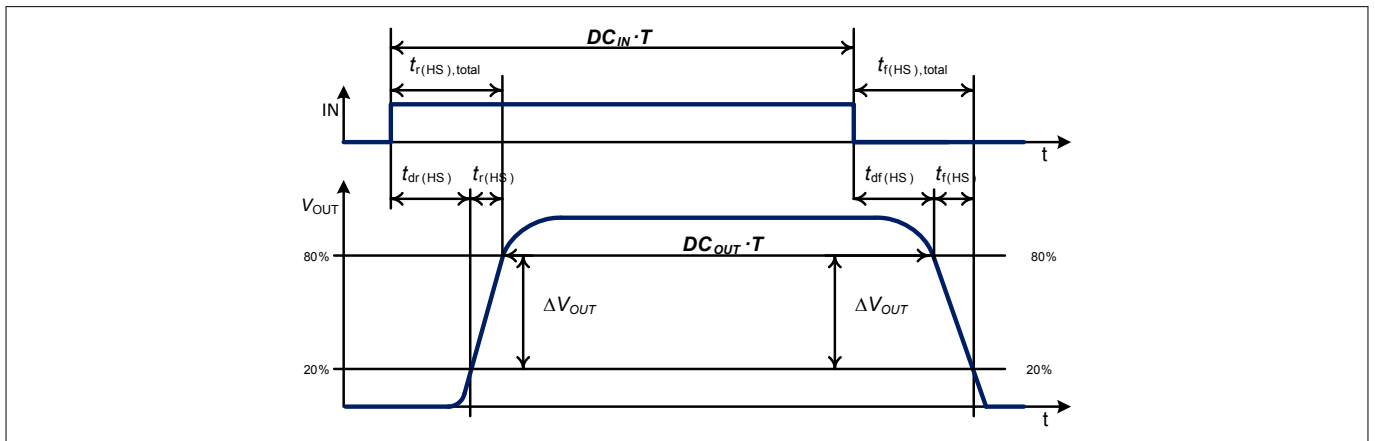 DC_IN · T
t_r(HS),total
t_f(HS),total
IN
t
t_dr(HS)
t_r(HS)
t_df(HS)
t_f(HS)
V_OUT
80%
DC_OUT · T
80%
ΔV_OUT
ΔV_OUT
20%
20%
t